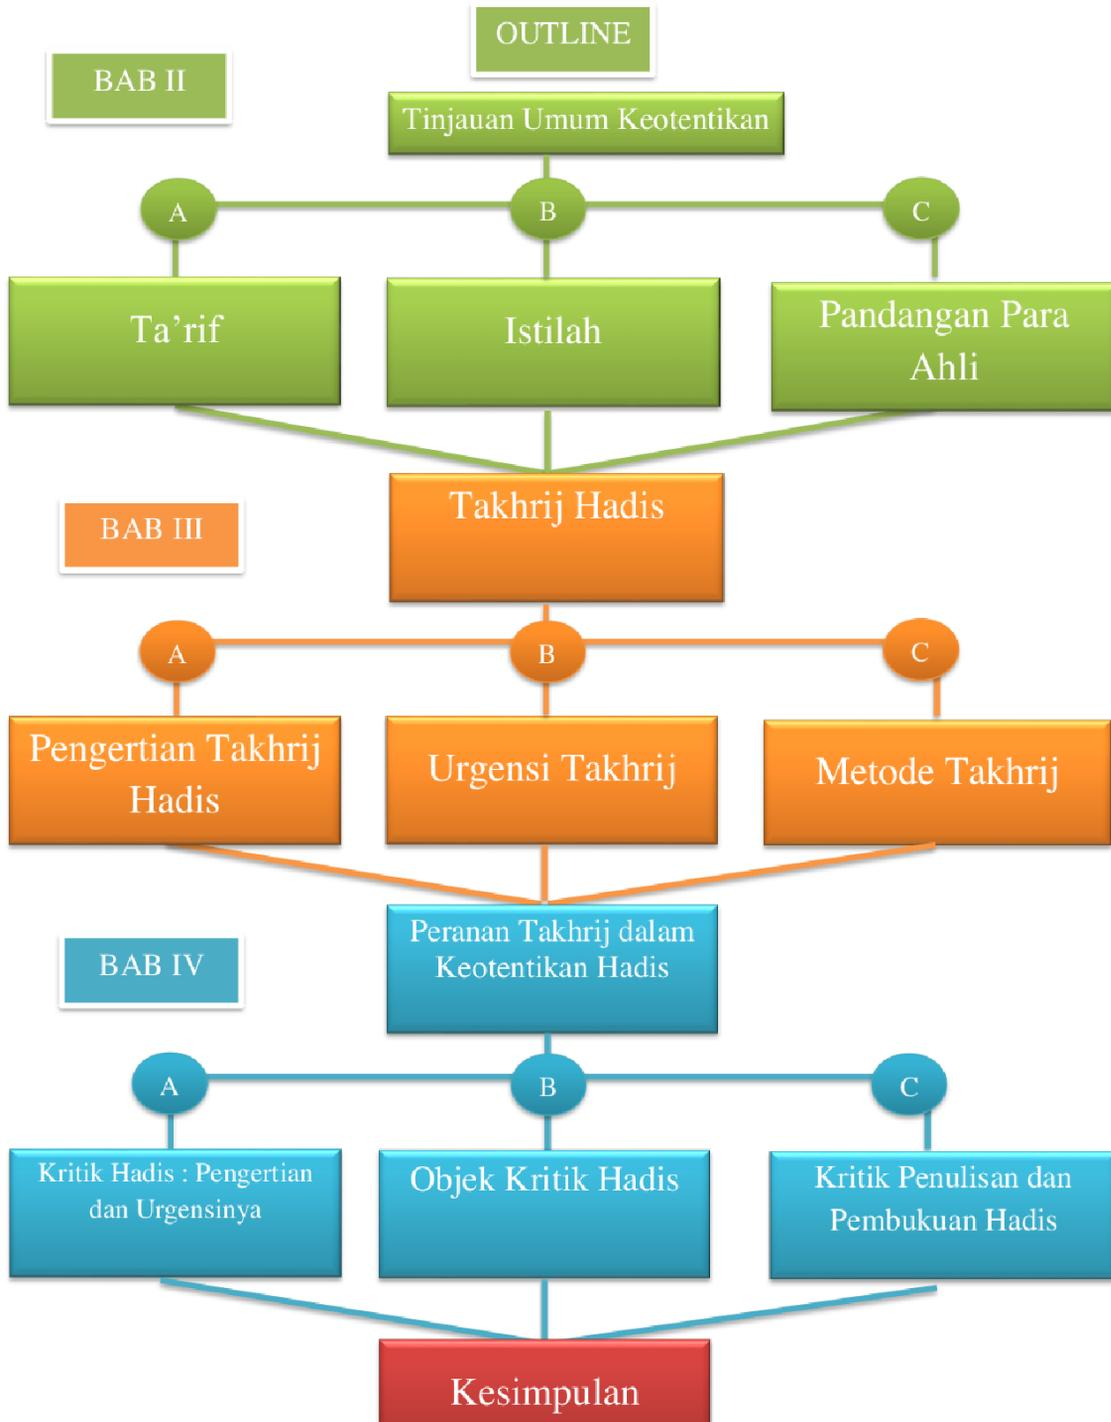 OUTLINE
BAB II
Tinjauan Umum Keotentikan
A
B
C
Ta’rif
Istilah
Pandangan Para
Ahli
Takhrij Hadis
BAB III
A
B
C
Pengertian Takhrij
Hadis
Urgensi Takhrij
Metode Takhrij
Peranan Takhrij dalam
Keotentikan Hadis
BAB IV
A
B
C
Kritik Hadis : Pengertian
dan Urgensinya
Objek Kritik Hadis
Kritik Penulisan dan
Pembukuan Hadis
Kesimpulan